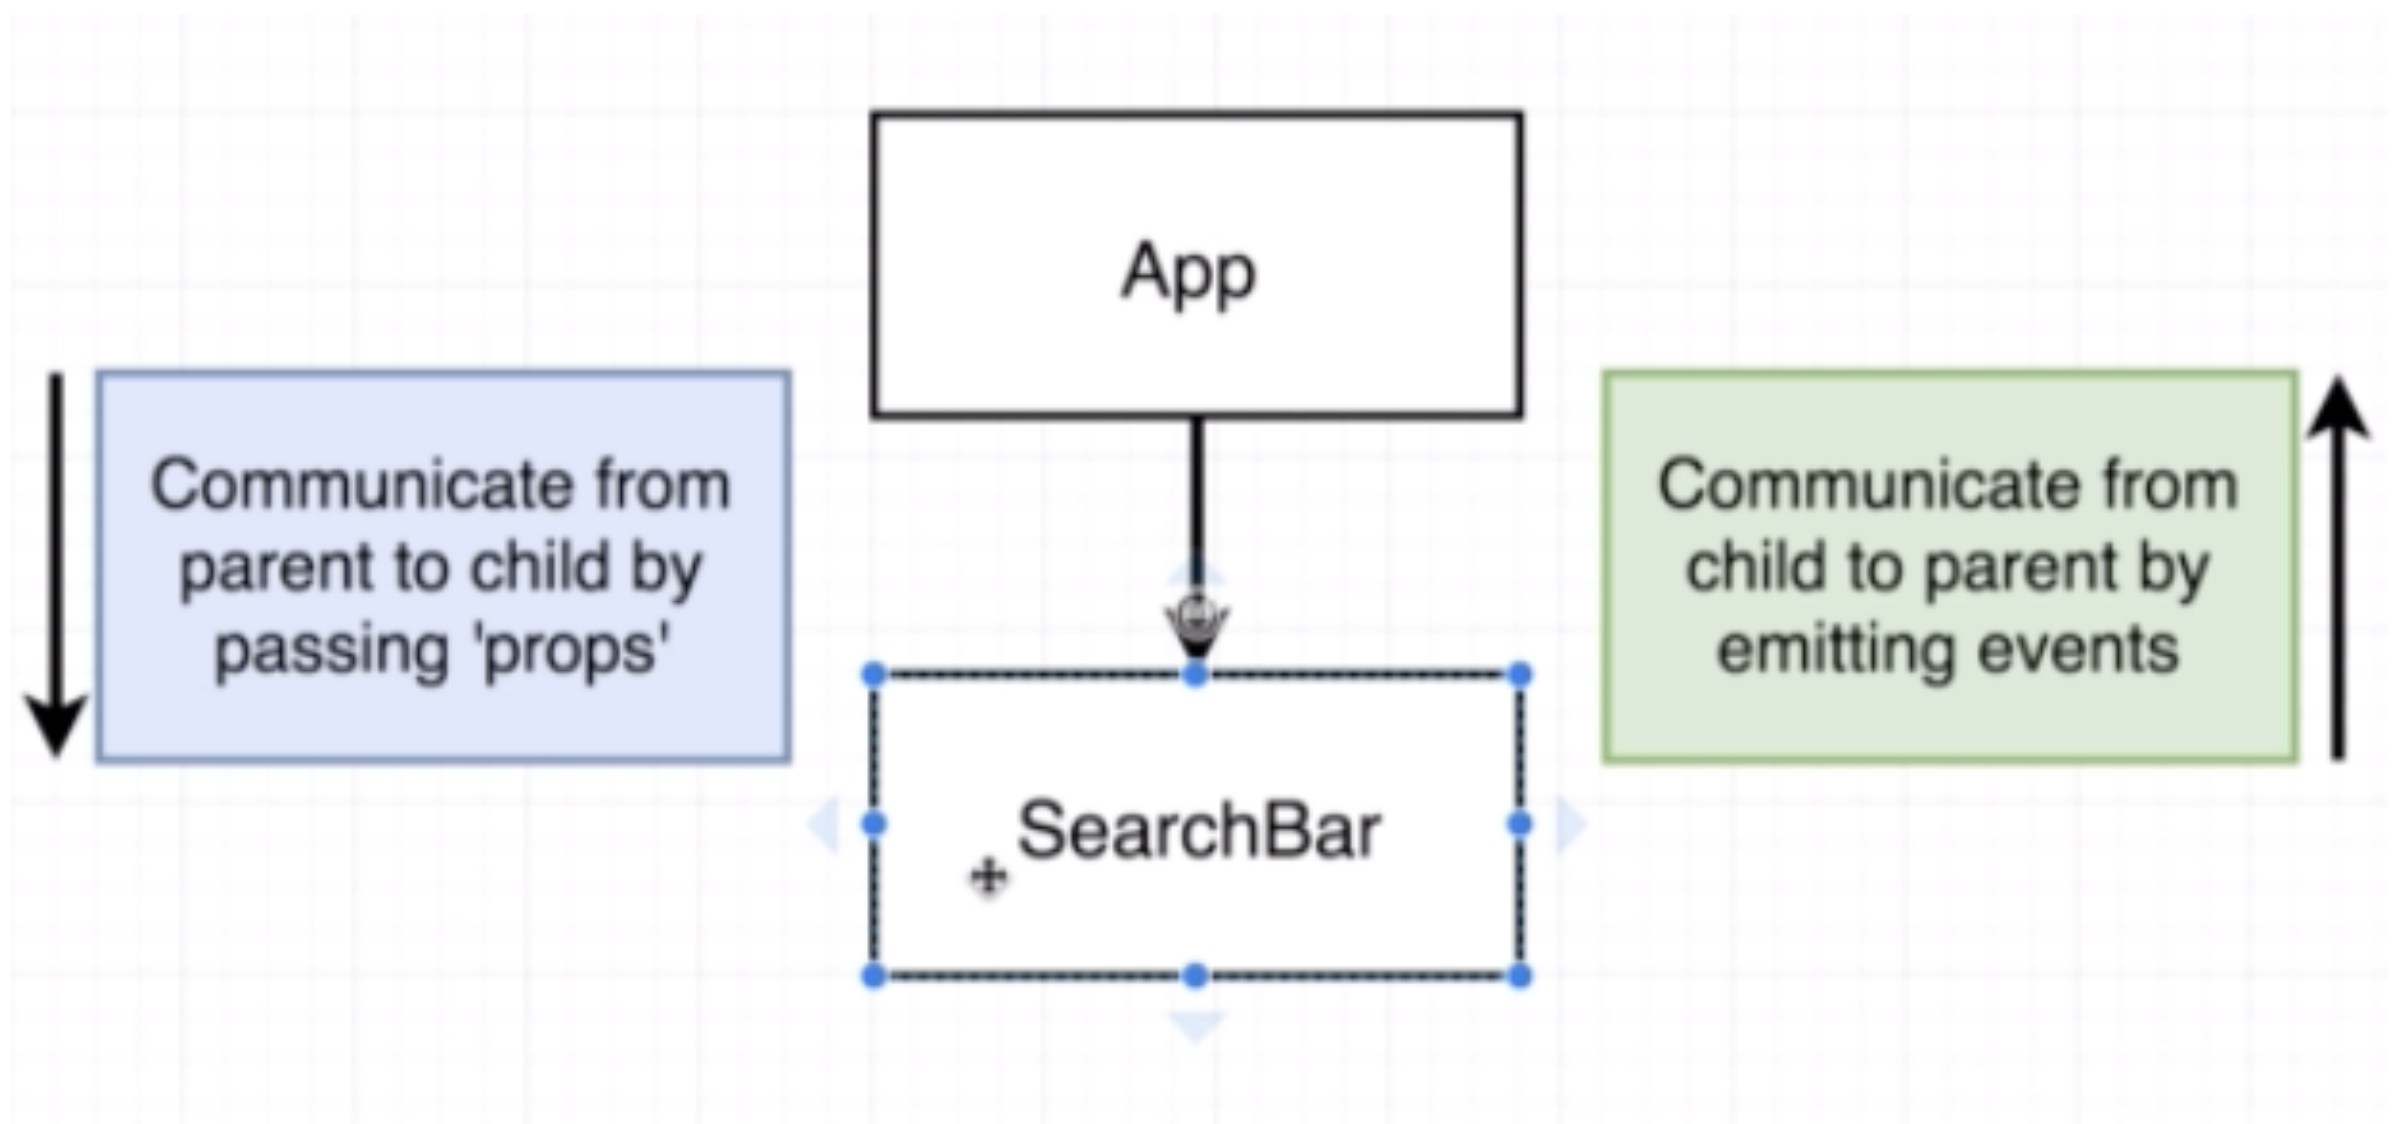 App
Communicate from
parent to child by
passing 'props'
Communicate from
child to parent by
emitting events
SearchBar